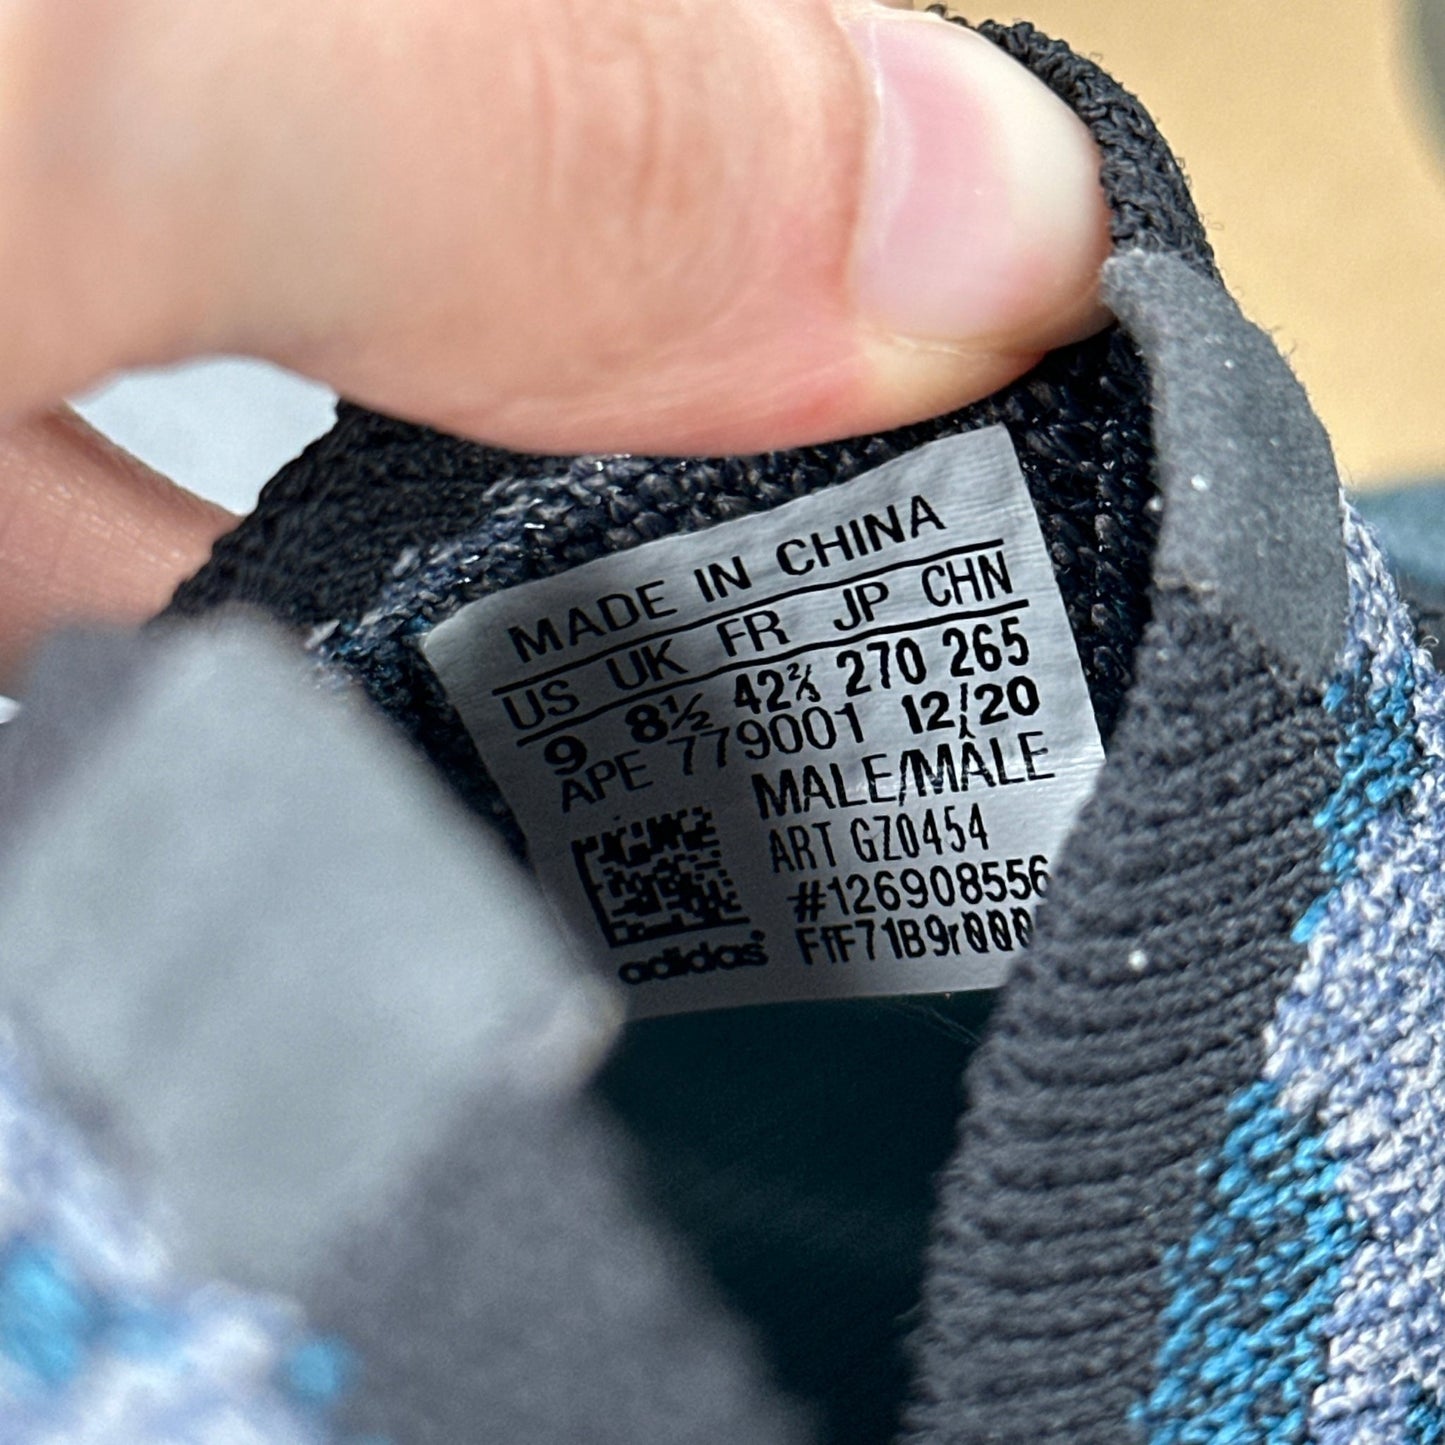 MADE IN CHINA
US UK FR JP CHN
9 8½ 42⅔ 270 265
APE 779001 12/20
MALE/MÂLE
ART GZ0454
#126908556
adidas